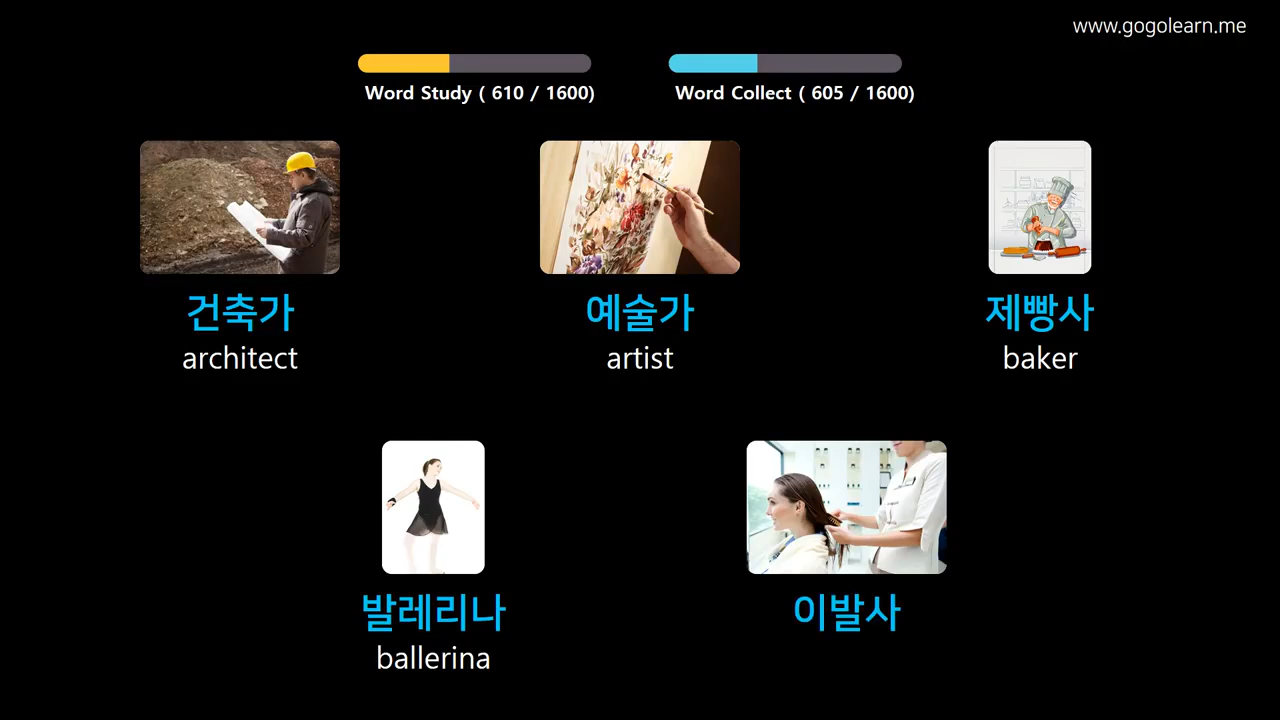 www.gogolearn.me
Word Study ( 610 / 1600)
Word Collect ( 605 / 1600)
건축가
architect
예술가
artist
제빵사
baker
발레리나
ballerina
이발사